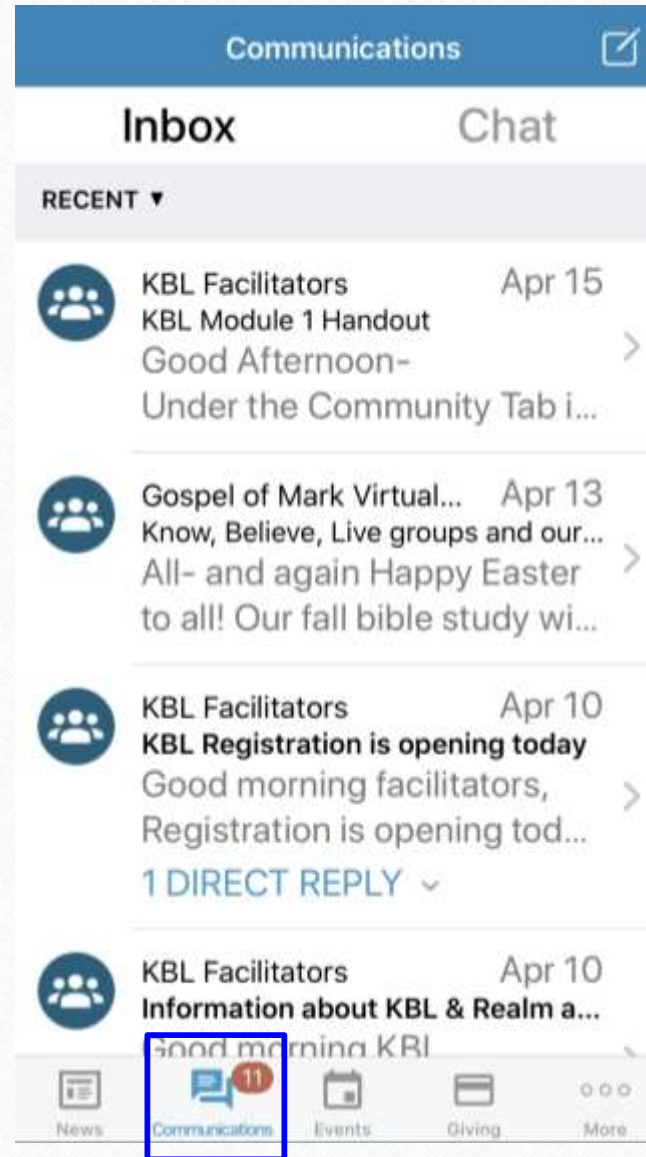 Communications
Inbox Chat
RECENT ▼
KBL Facilitators Apr 15
KBL Module 1 Handout
Good Afternoon-
Under the Community Tab i...
Gospel of Mark Virtual... Apr 13
Know, Believe, Live groups and our...
All- and again Happy Easter
to all! Our fall bible study wi...
KBL Facilitators Apr 10
KBL Registration is opening today
Good morning facilitators,
Registration is opening tod...
1 DIRECT REPLY
KBL Facilitators Apr 10
Information about KBL & Realm a...
Good morning KBL
11
News Communications Events Giving More